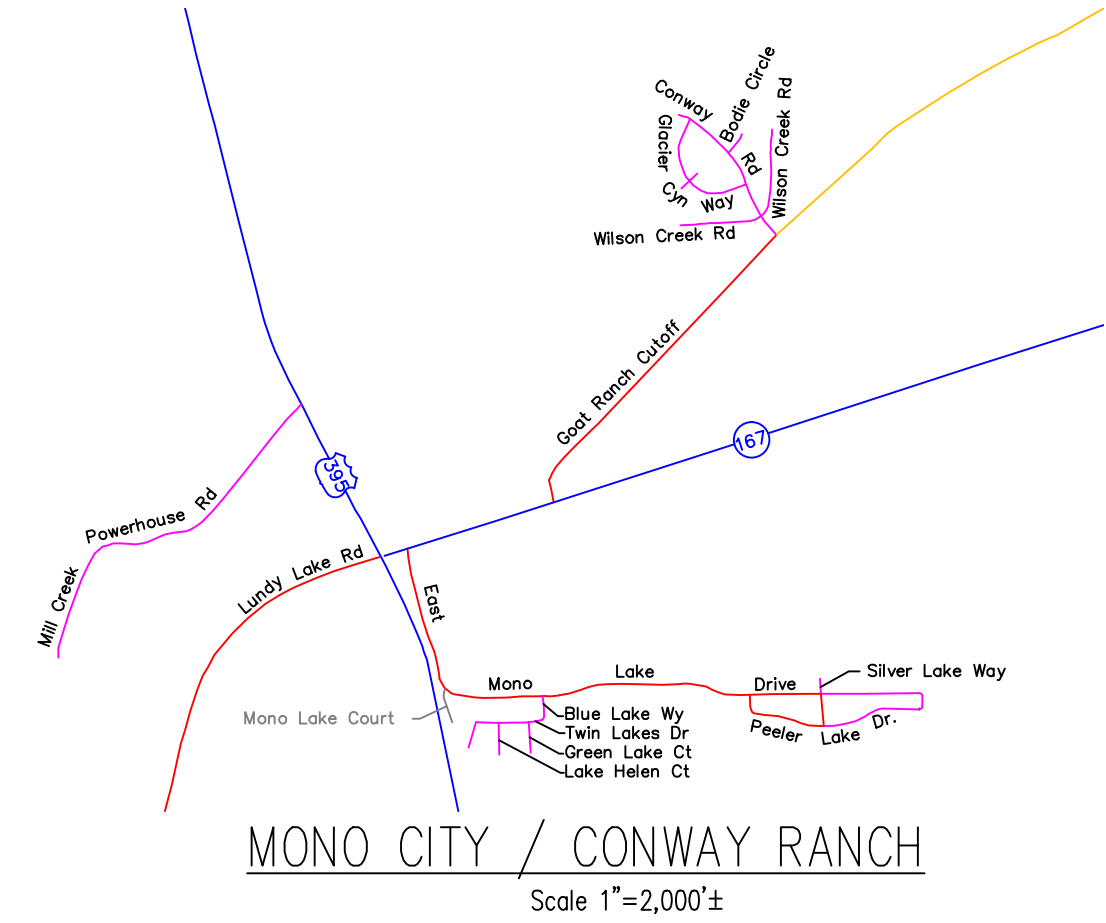 Conway
Bodie Circle
Wilson Creek Rd
Glacier
Rd
Cyn
Way
Wilson Creek Rd
Goat Ranch Cutoff
167
395
Powerhouse Rd
Mill Creek
Lundy Lake Rd
East
Mono
Lake
Drive
Silver Lake Way
Mono Lake Court
Blue Lake Wy
Twin Lakes Dr
Green Lake Ct
Lake Helen Ct
Peeler Lake Dr.
MONO CITY / CONWAY RANCH
Scale 1"=2,000'±